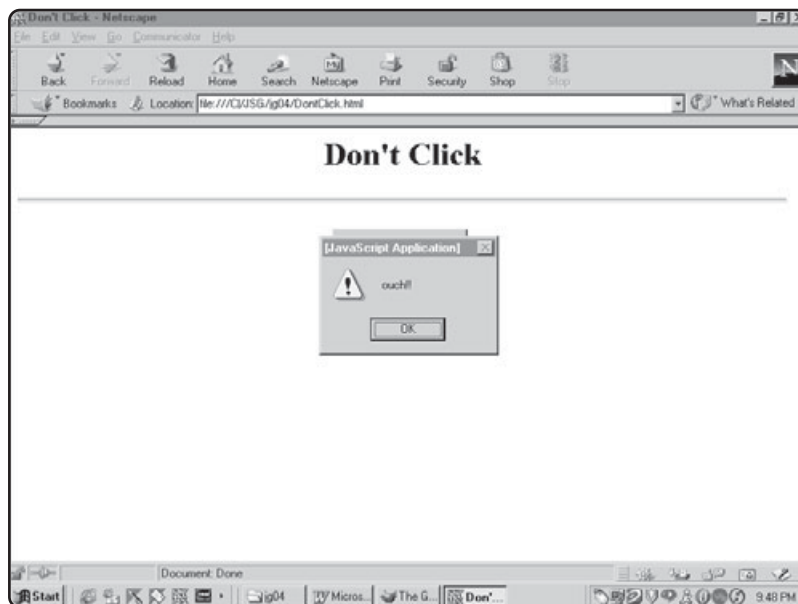 Don't Click - Netscape
File Edit View Go Communicator Help
Back Forward Reload Home Search Netscape Print Security Shop Stop
My
N
Bookmarks Location: file:///C|/JSG/jg04/DontClick.html What's Related
Don't Click
[JavaScript Application]
ouch!!
OK
Document: Done
Start jg04 Micros... The G... Don'... 9:48 PM